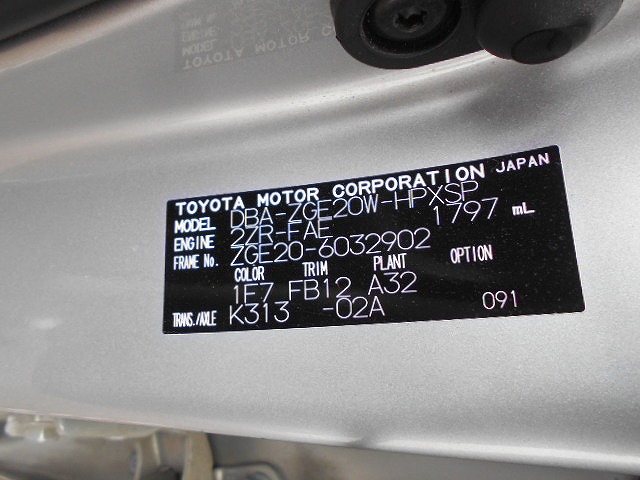 TOYOTA MOTOR CORPORATION JAPAN
MODEL DBA-ZGE20W-HPXSP
ENGINE 2ZR-FAE 1797 mL
FRAME No. ZGE20-6032902
COLOR TRIM PLANT OPTION
1E7 FB12 A32
TRANS./AXLE K313 -02A 091